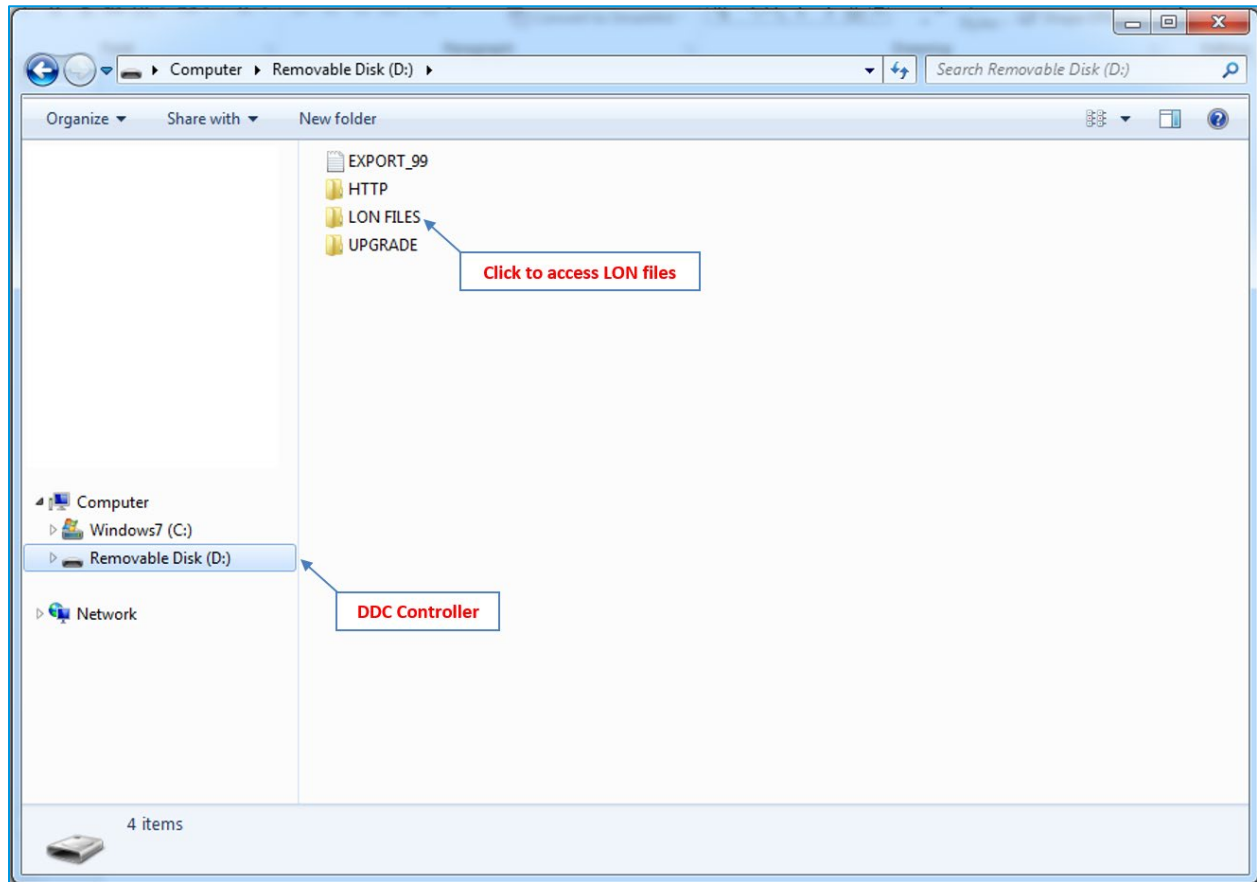 Computer Removable Disk (D:)
Search Removable Disk (D:)
Organize Share with New folder
EXPORT_99
HTTP
LON FILES
UPGRADE
Click to access LON files
Computer
Windows7 (C:)
Removable Disk (D:)
DDC Controller
Network
4 items